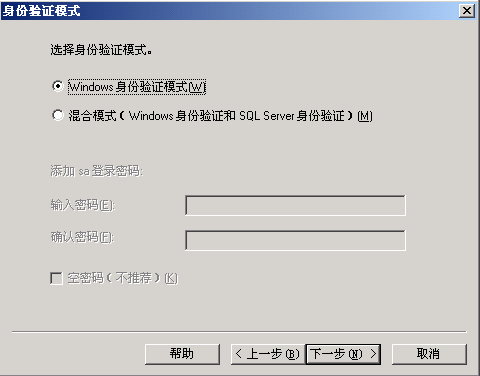 身份验证模式
选择身份验证模式。
Windows 身份验证模式(W)
混合模式（Windows 身份验证和 SQL Server 身份验证）(M)
添加 sa 登录密码:
输入密码(E):
确认密码(F):
空密码（不推荐）(K)
帮助 < 上一步(B) 下一步(N) > 取消